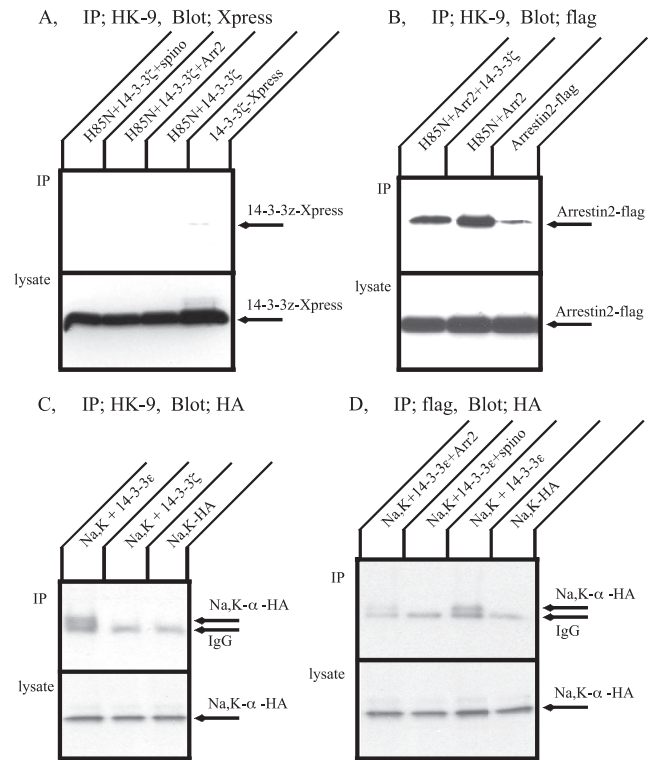 A, IP; HK-9, Blot; Xpress
H85N+14-3-3ζ+spino
H85N+14-3-3ζ+Arr2
H85N+14-3-3ζ
14-3-3ζ-Xpress
IP
14-3-3z-Xpress
lysate
14-3-3z-Xpress
B, IP; HK-9, Blot; flag
H85N+Arr2+14-3-3ζ
H85N+Arr2
Arrestin2-flag
IP
Arrestin2-flag
lysate
Arrestin2-flag
C, IP; HK-9, Blot; HA
Na,K + 14-3-3ε
Na,K + 14-3-3ζ
Na,K-HA
IP
Na,K-α -HA
IgG
lysate
Na,K-α -HA
D, IP; flag, Blot; HA
Na,K+14-3-3ε+Arr2
Na,K+14-3-3ε+spino
Na,K + 14-3-3ε
Na,K-HA
IP
Na,K-α -HA
IgG
lysate
Na,K-α -HA